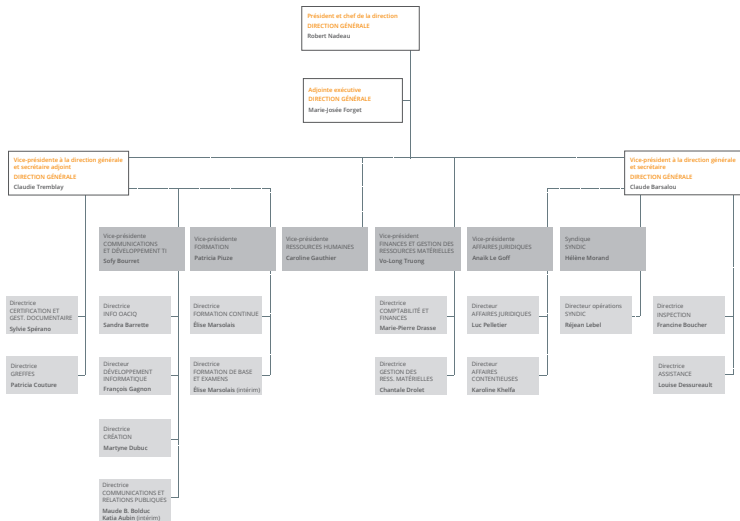 Président et chef de la direction
DIRECTION GÉNÉRALE
Robert Nadeau
Adjointe exécutive
DIRECTION GÉNÉRALE
Marie-Josée Forget
Vice-présidente à la direction générale
et secrétaire adjoint
DIRECTION GÉNÉRALE
Claudie Tremblay
Vice-président à la direction générale
et secrétaire
DIRECTION GÉNÉRALE
Claude Barsalou
Vice-présidente
COMMUNICATIONS
ET DÉVELOPPEMENT TI
Sofy Bourret
Vice-présidente
FORMATION
Patricia Piuze
Vice-présidente
RESSOURCES HUMAINES
Caroline Gauthier
Vice-président
FINANCES ET GESTION DES
RESSOURCES MATÉRIELLES
Vo-Long Truong
Vice-présidente
AFFAIRES JURIDIQUES
Anaïk Le Goff
Syndique
SYNDIC
Hélène Morand
Directrice
CERTIFICATION ET
GEST. DOCUMENTAIRE
Sylvie Spérano
Directrice
INFO OACIQ
Sandra Barrette
Directrice
FORMATION CONTINUE
Élise Marsolais
Directrice
COMPTABILITÉ ET
FINANCES
Marie-Pierre Drasse
Directeur
AFFAIRES JURIDIQUES
Luc Pelletier
Directeur opérations
SYNDIC
Réjean Label
Directrice
INSPECTION
Francine Boucher
Directrice
GREFFES
Patricia Couture
Directeur
DÉVELOPPEMENT
INFORMATIQUE
François Gagnon
Directrice
FORMATION DE BASE
ET EXAMENS
Élise Marsolais (intérim)
Directrice
GESTION DES
RESS. MATÉRIELLES
Chantale Drolet
Directeur
AFFAIRES
CONTENTIEUSES
Karoline Khelfa
Directrice
ASSISTANCE
Louise Dessureault
Directrice
CRÉATION
Martyne Dubuc
Directrice
COMMUNICATIONS ET
RELATIONS PUBLIQUES
Maude B. Bolduc
Katia Aubin (intérim)